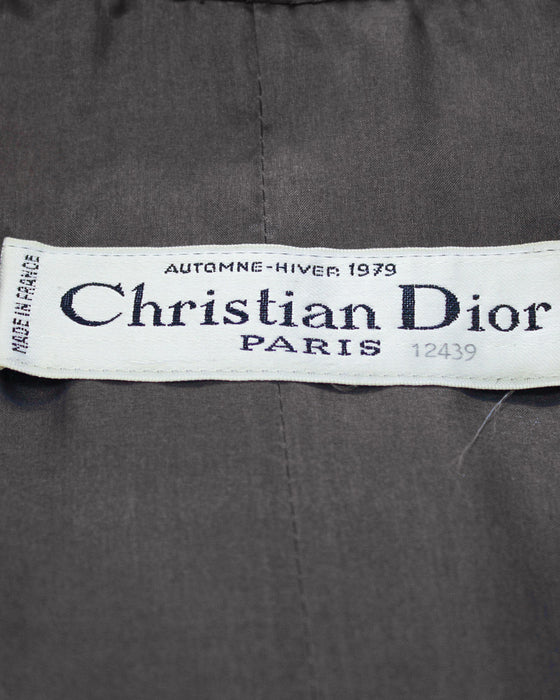 MADE IN FRANCE
AUTOMNE-HIVER 1979
Christian Dior
PARIS 12439